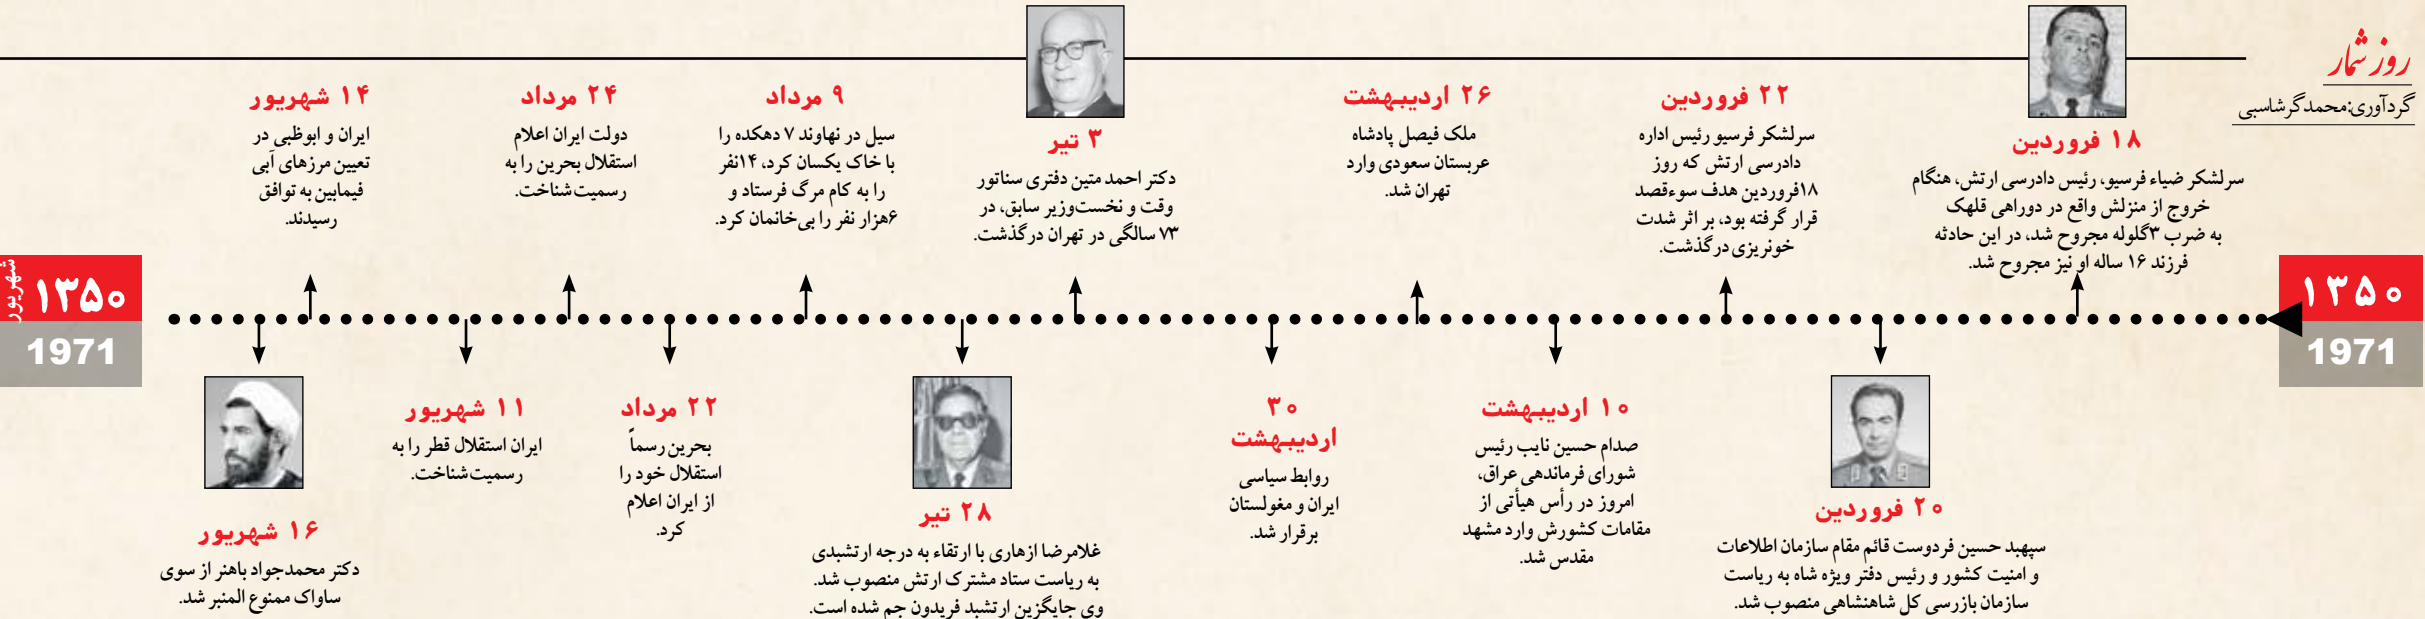 روز شمار
گردآوری:محمدگرشاسبی
۱۳۵۰
1971
۱۸ فروردین
سرلشکر ضیاء فرسیو، رئیس دادرسی ارتش، هنگام
خروج از منزلش واقع در دوراهی قلهک
به ضرب ۳گلوله مجروح شد، در این حادثه
فرزند ۱۶ ساله او نیز مجروح شد.
۲۰ فروردین
سپهبد حسین فردوست قائم مقام سازمان اطلاعات
و امنیت کشور و رئیس دفتر ویژه شاه به ریاست
سازمان بازرسی کل شاهنشاهی منصوب شد.
۲۲ فروردین
سرلشکر فرسیو رئیس اداره
دادرسی ارتش که روز
۱۸فروردین هدف سوءقصد
قرار گرفته بود، بر اثر شدت
خونریزی درگذشت.
۱۰ اردیبهشت
صدام حسین نایب رئیس
شورای فرماندهی عراق،
امروز در رأس هیأتی از
مقامات کشورش وارد مشهد
مقدس شد.
۲۶ اردیبهشت
ملک فیصل پادشاه
عربستان سعودی وارد
تهران شد.
۳۰
اردیبهشت
روابط سیاسی
ایران و مغولستان
برقرار شد.
۳ تیر
دکتر احمد متین دفتری سناتور
وقت و نخست‌وزیر سابق، در
۷۳ سالگی در تهران درگذشت.
۲۸ تیر
غلامرضا ازهاری با ارتقاء به درجه ارتشبدی
به ریاست ستاد مشترک ارتش منصوب شد.
وی جایگزین ارتشبد فریدون جم شده است.
۹ مرداد
سیل در نهاوند ۷ دهکده را
با خاک یکسان کرد، ۱۴نفر
را به کام مرگ فرستاد و
۶هزار نفر را بی‌خانمان کرد.
۲۲ مرداد
بحرین رسماً
استقلال خود را
از ایران اعلام
کرد.
۲۴ مرداد
دولت ایران اعلام
استقلال بحرین را به
رسمیت‌شناخت.
۱۱ شهریور
ایران استقلال قطر را به
رسمیت‌شناخت.
۱۴ شهریور
ایران و ابوظبی در
تعیین مرزهای آبی
فیمابین به توافق
رسیدند.
۱۶ شهریور
دکتر محمدجواد باهنر از سوی
ساواک ممنوع المنبر شد.
۱۳۵۰
شهریور
1971